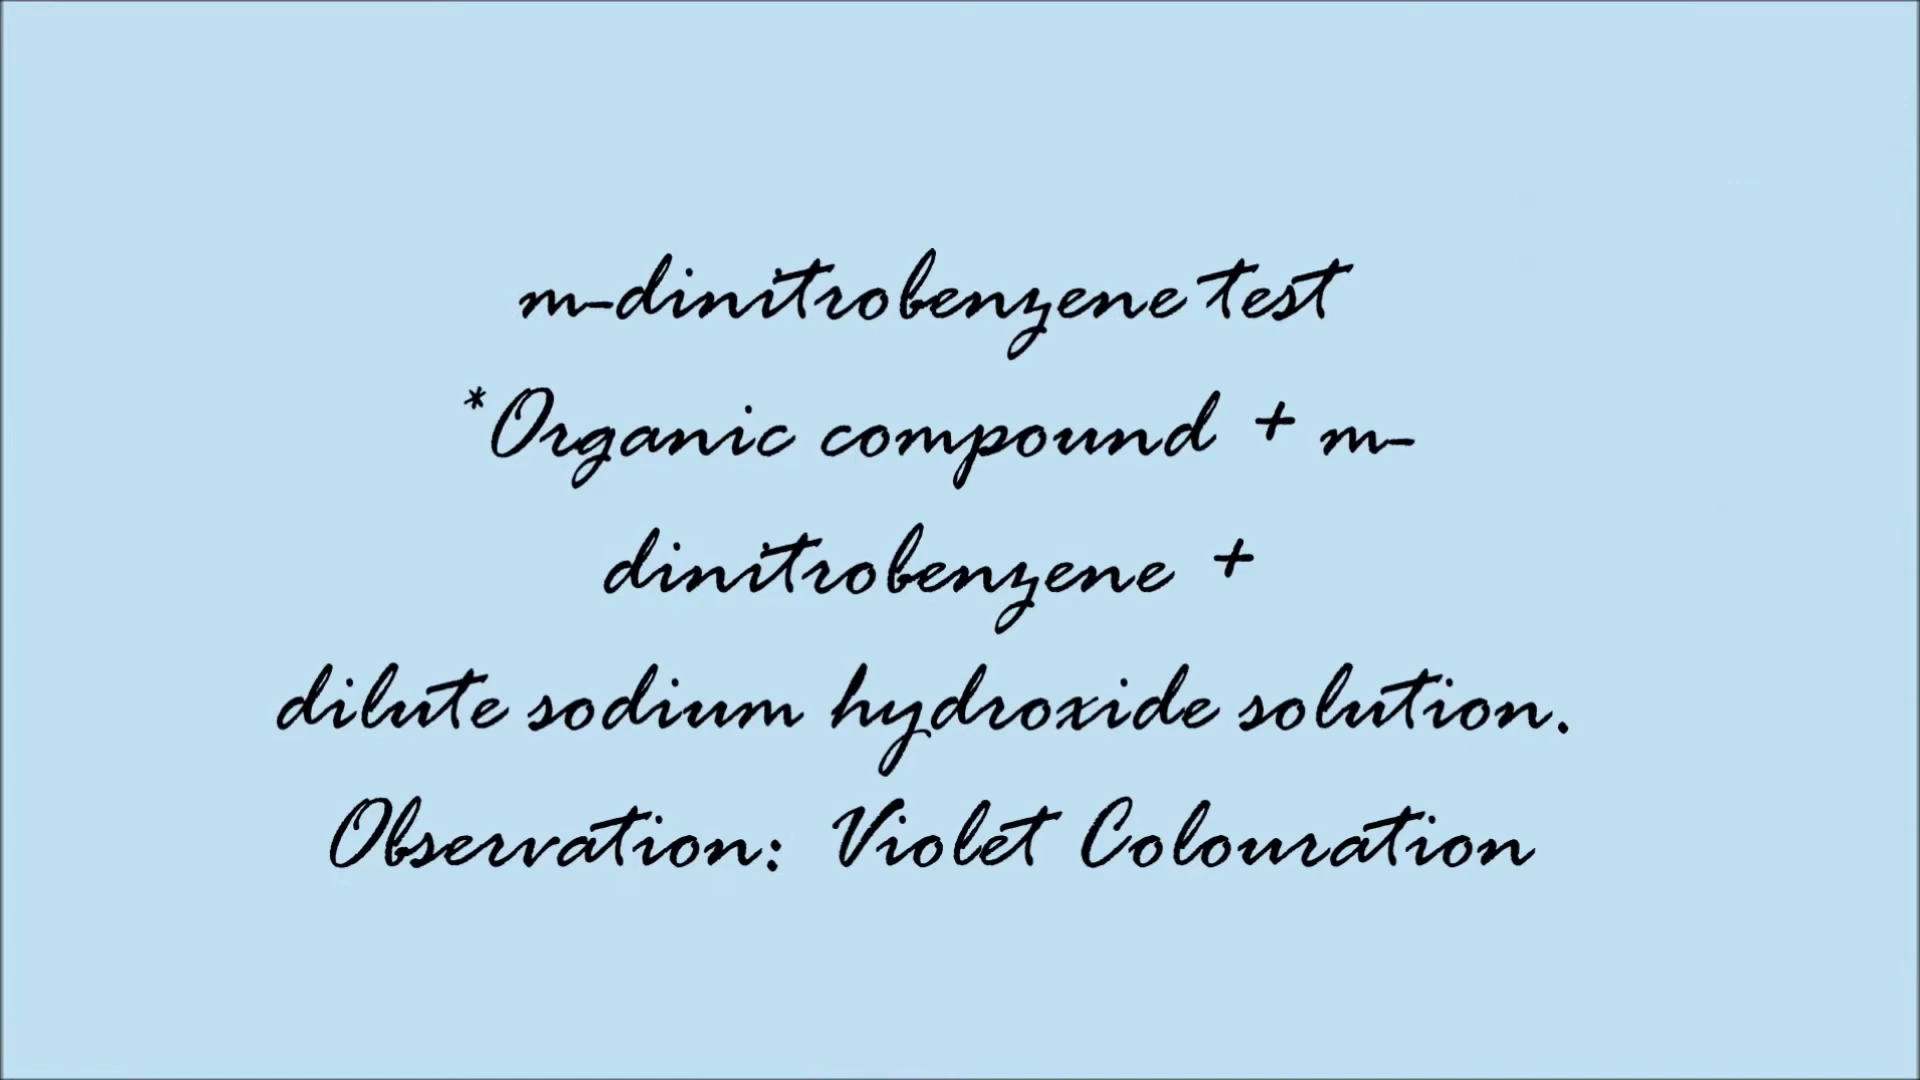 m-dinitrobenzene test
*Organic compound + m-
dinitrobenzene +
dilute sodium hydroxide solution.
Observation: Violet Colouration